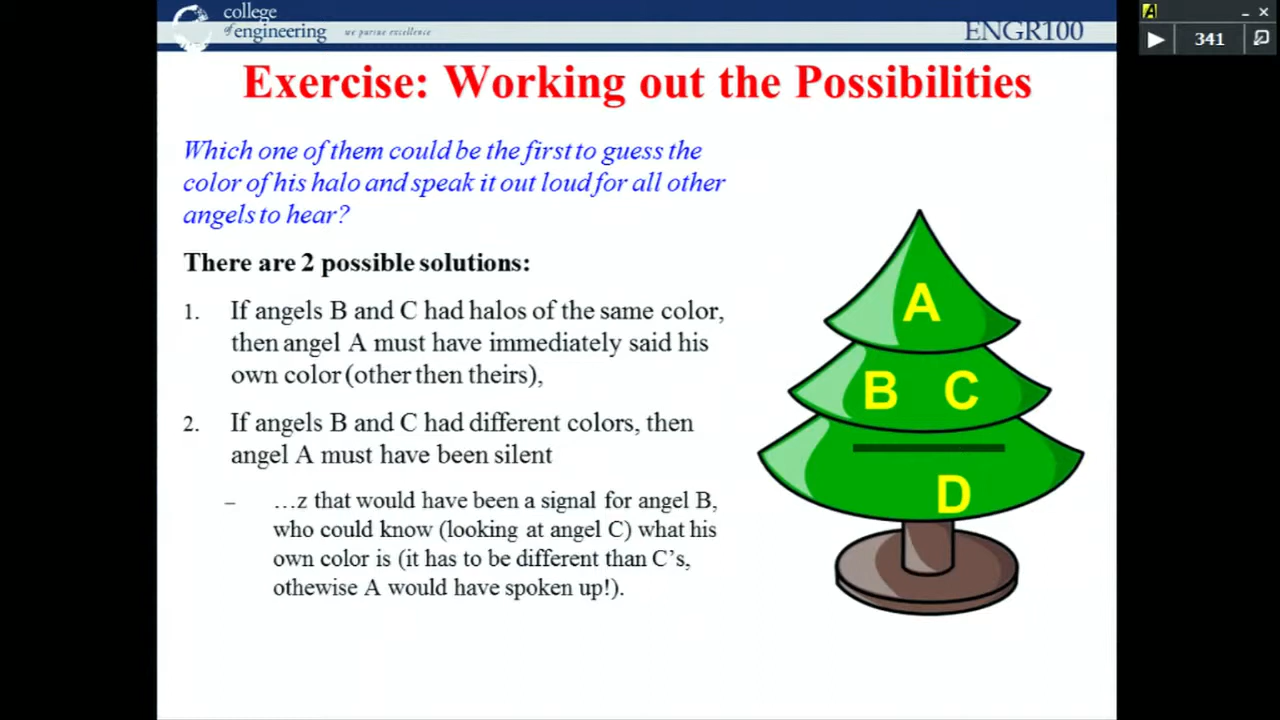 college
of engineering
we pursue excellence
ENGR100
341
Exercise: Working out the Possibilities
Which one of them could be the first to guess the
color of his halo and speak it out loud for all other
angels to hear?
There are 2 possible solutions:
1. If angels B and C had halos of the same color,
then angel A must have immediately said his
own color (other then theirs),
2. If angels B and C had different colors, then
angel A must have been silent
– …z that would have been a signal for angel B,
who could know (looking at angel C) what his
own color is (it has to be different than C's,
othewise A would have spoken up!).
A
B C
D